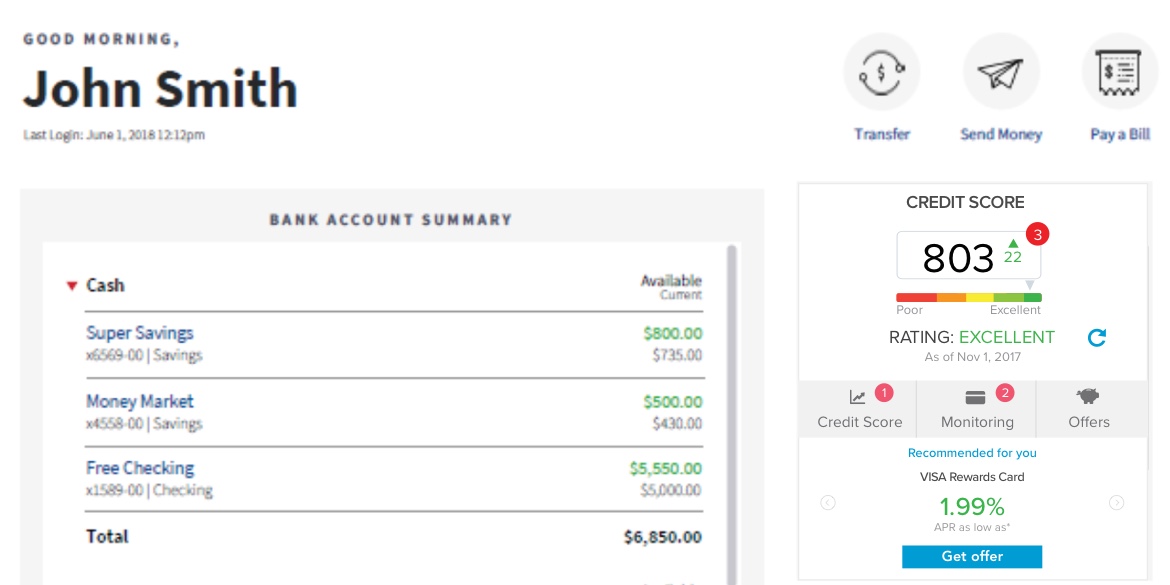 GOOD MORNING,
John Smith
Last Login: June 1, 2018 12:12pm
Transfer
Send Money
Pay a Bill
BANK ACCOUNT SUMMARY
Cash
Available
Current
Super Savings
$800.00
x6569-00 | Savings
$735.00
Money Market
$500.00
x4558-00 | Savings
$430.00
Free Checking
$5,550.00
x1589-00 | Checking
$5,000.00
Total
$6,850.00
CREDIT SCORE
3
803
22
Poor
Excellent
RATING: EXCELLENT
As of Nov 1, 2017
1
2
Credit Score
Monitoring
Offers
Recommended for you
VISA Rewards Card
1.99%
APR as low as*
Get offer